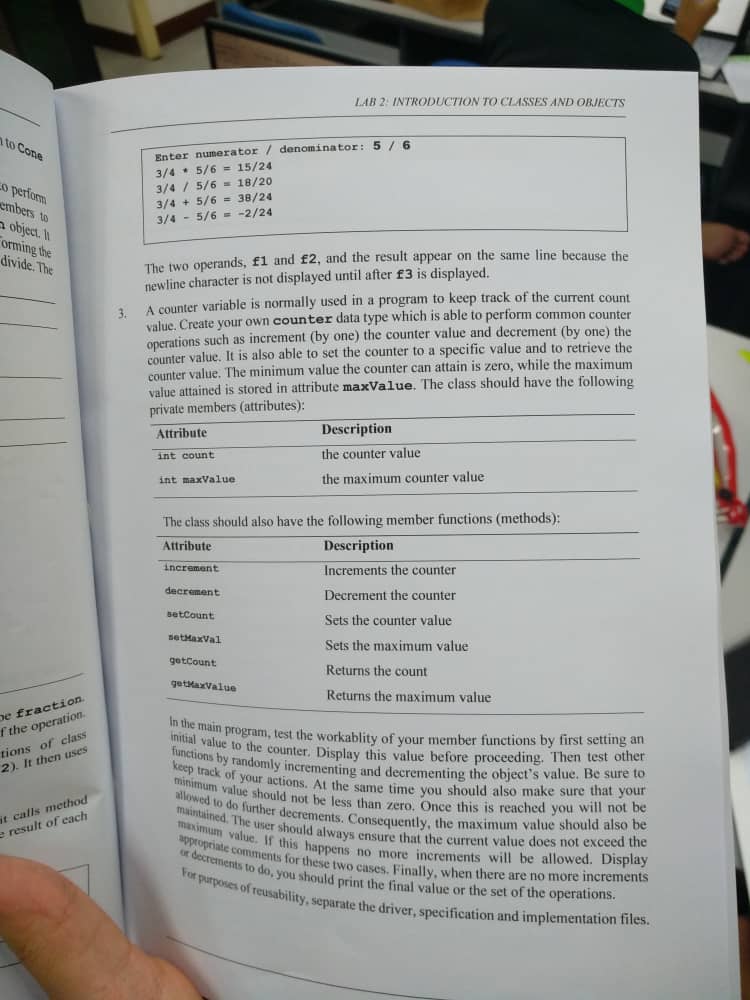 to Cone
o perform
embers to
object. It
forming the
divide. The
pe fraction.
f the operation.
tions of class
2). It then uses
it calls method
e result of each
LAB 2: INTRODUCTION TO CLASSES AND OBJECTS
Enter numerator / denominator: 5 / 6
3/4 * 5/6 = 15/24
3/4 / 5/6 = 18/20
3/4 + 5/6 = 38/24
3/4 - 5/6 = -2/24
The two operands, f1 and f2, and the result appear on the same line because the
newline character is not displayed until after f3 is displayed.
3. A counter variable is normally used in a program to keep track of the current count
value. Create your own counter data type which is able to perform common counter
operations such as increment (by one) the counter value and decrement (by one) the
counter value. It is also able to set the counter to a specific value and to retrieve the
counter value. The minimum value the counter can attain is zero, while the maximum
value attained is stored in attribute maxValue. The class should have the following
private members (attributes):
Attribute Description
int count the counter value
int maxValue the maximum counter value
The class should also have the following member functions (methods):
Attribute Description
increment Increments the counter
decrement Decrement the counter
setCount Sets the counter value
setMaxVal Sets the maximum value
getCount Returns the count
getMaxValue Returns the maximum value
In the main program, test the workablity of your member functions by first setting an
initial value to the counter. Display this value before proceeding. Then test other
functions by randomly incrementing and decrementing the object's value. Be sure to
keep track of your actions. At the same time you should also make sure that your
minimum value should not be less than zero. Once this is reached you will not be
allowed to do further decrements. Consequently, the maximum value should also be
maintained. The user should always ensure that the current value does not exceed the
maximum value. If this happens no more increments will be allowed. Display
appropriate comments for these two cases. Finally, when there are no more increments
or decrements to do, you should print the final value or the set of the operations.
For purposes of reusability, separate the driver, specification and implementation files.